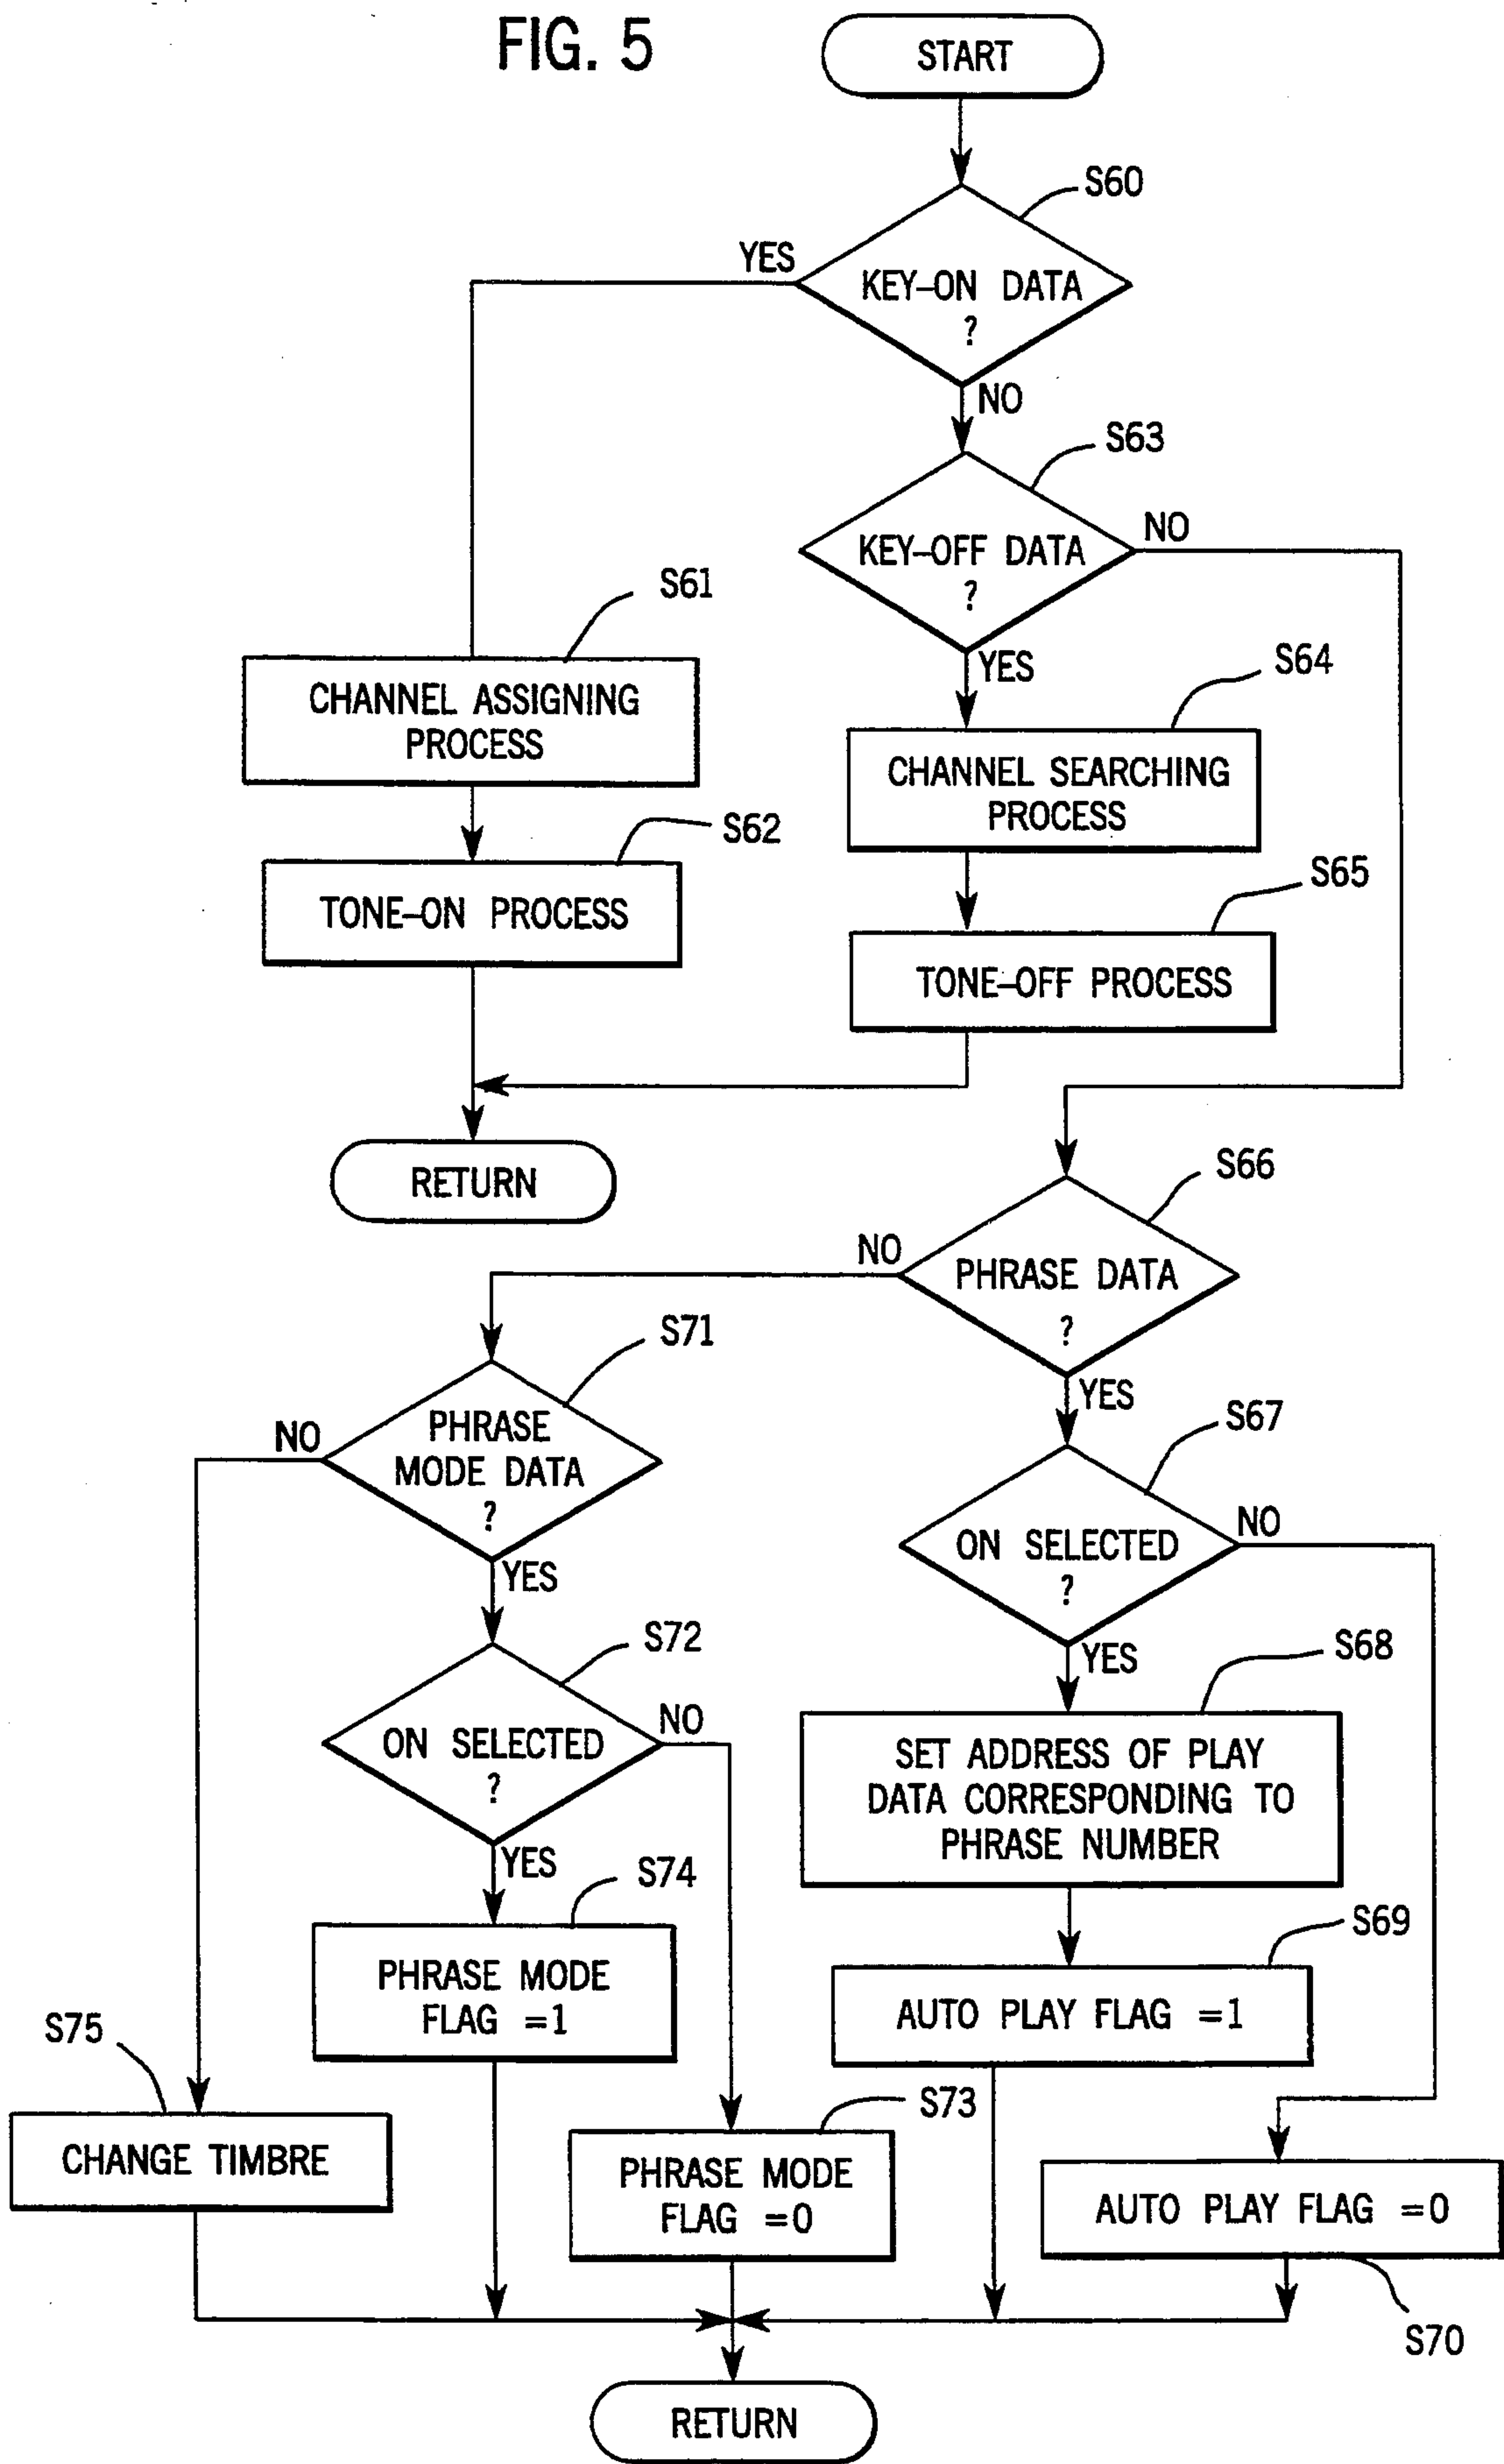 FIG. 5
START
S60
YES
KEY-ON DATA
?
NO
S63
KEY-OFF DATA
?
NO
YES
S61
CHANNEL ASSIGNING
PROCESS
S64
CHANNEL SEARCHING
PROCESS
S62
TONE-ON PROCESS
S65
TONE-OFF PROCESS
RETURN
S66
NO
PHRASE DATA
?
YES
S71
NO
PHRASE
MODE DATA
?
YES
S67
ON SELECTED
?
NO
YES
S72
ON SELECTED
?
NO
YES
S68
SET ADDRESS OF PLAY
DATA CORRESPONDING TO
PHRASE NUMBER
S74
PHRASE MODE
FLAG =1
S69
AUTO PLAY FLAG =1
S75
CHANGE TIMBRE
S73
PHRASE MODE
FLAG =0
AUTO PLAY FLAG =0
S70
RETURN